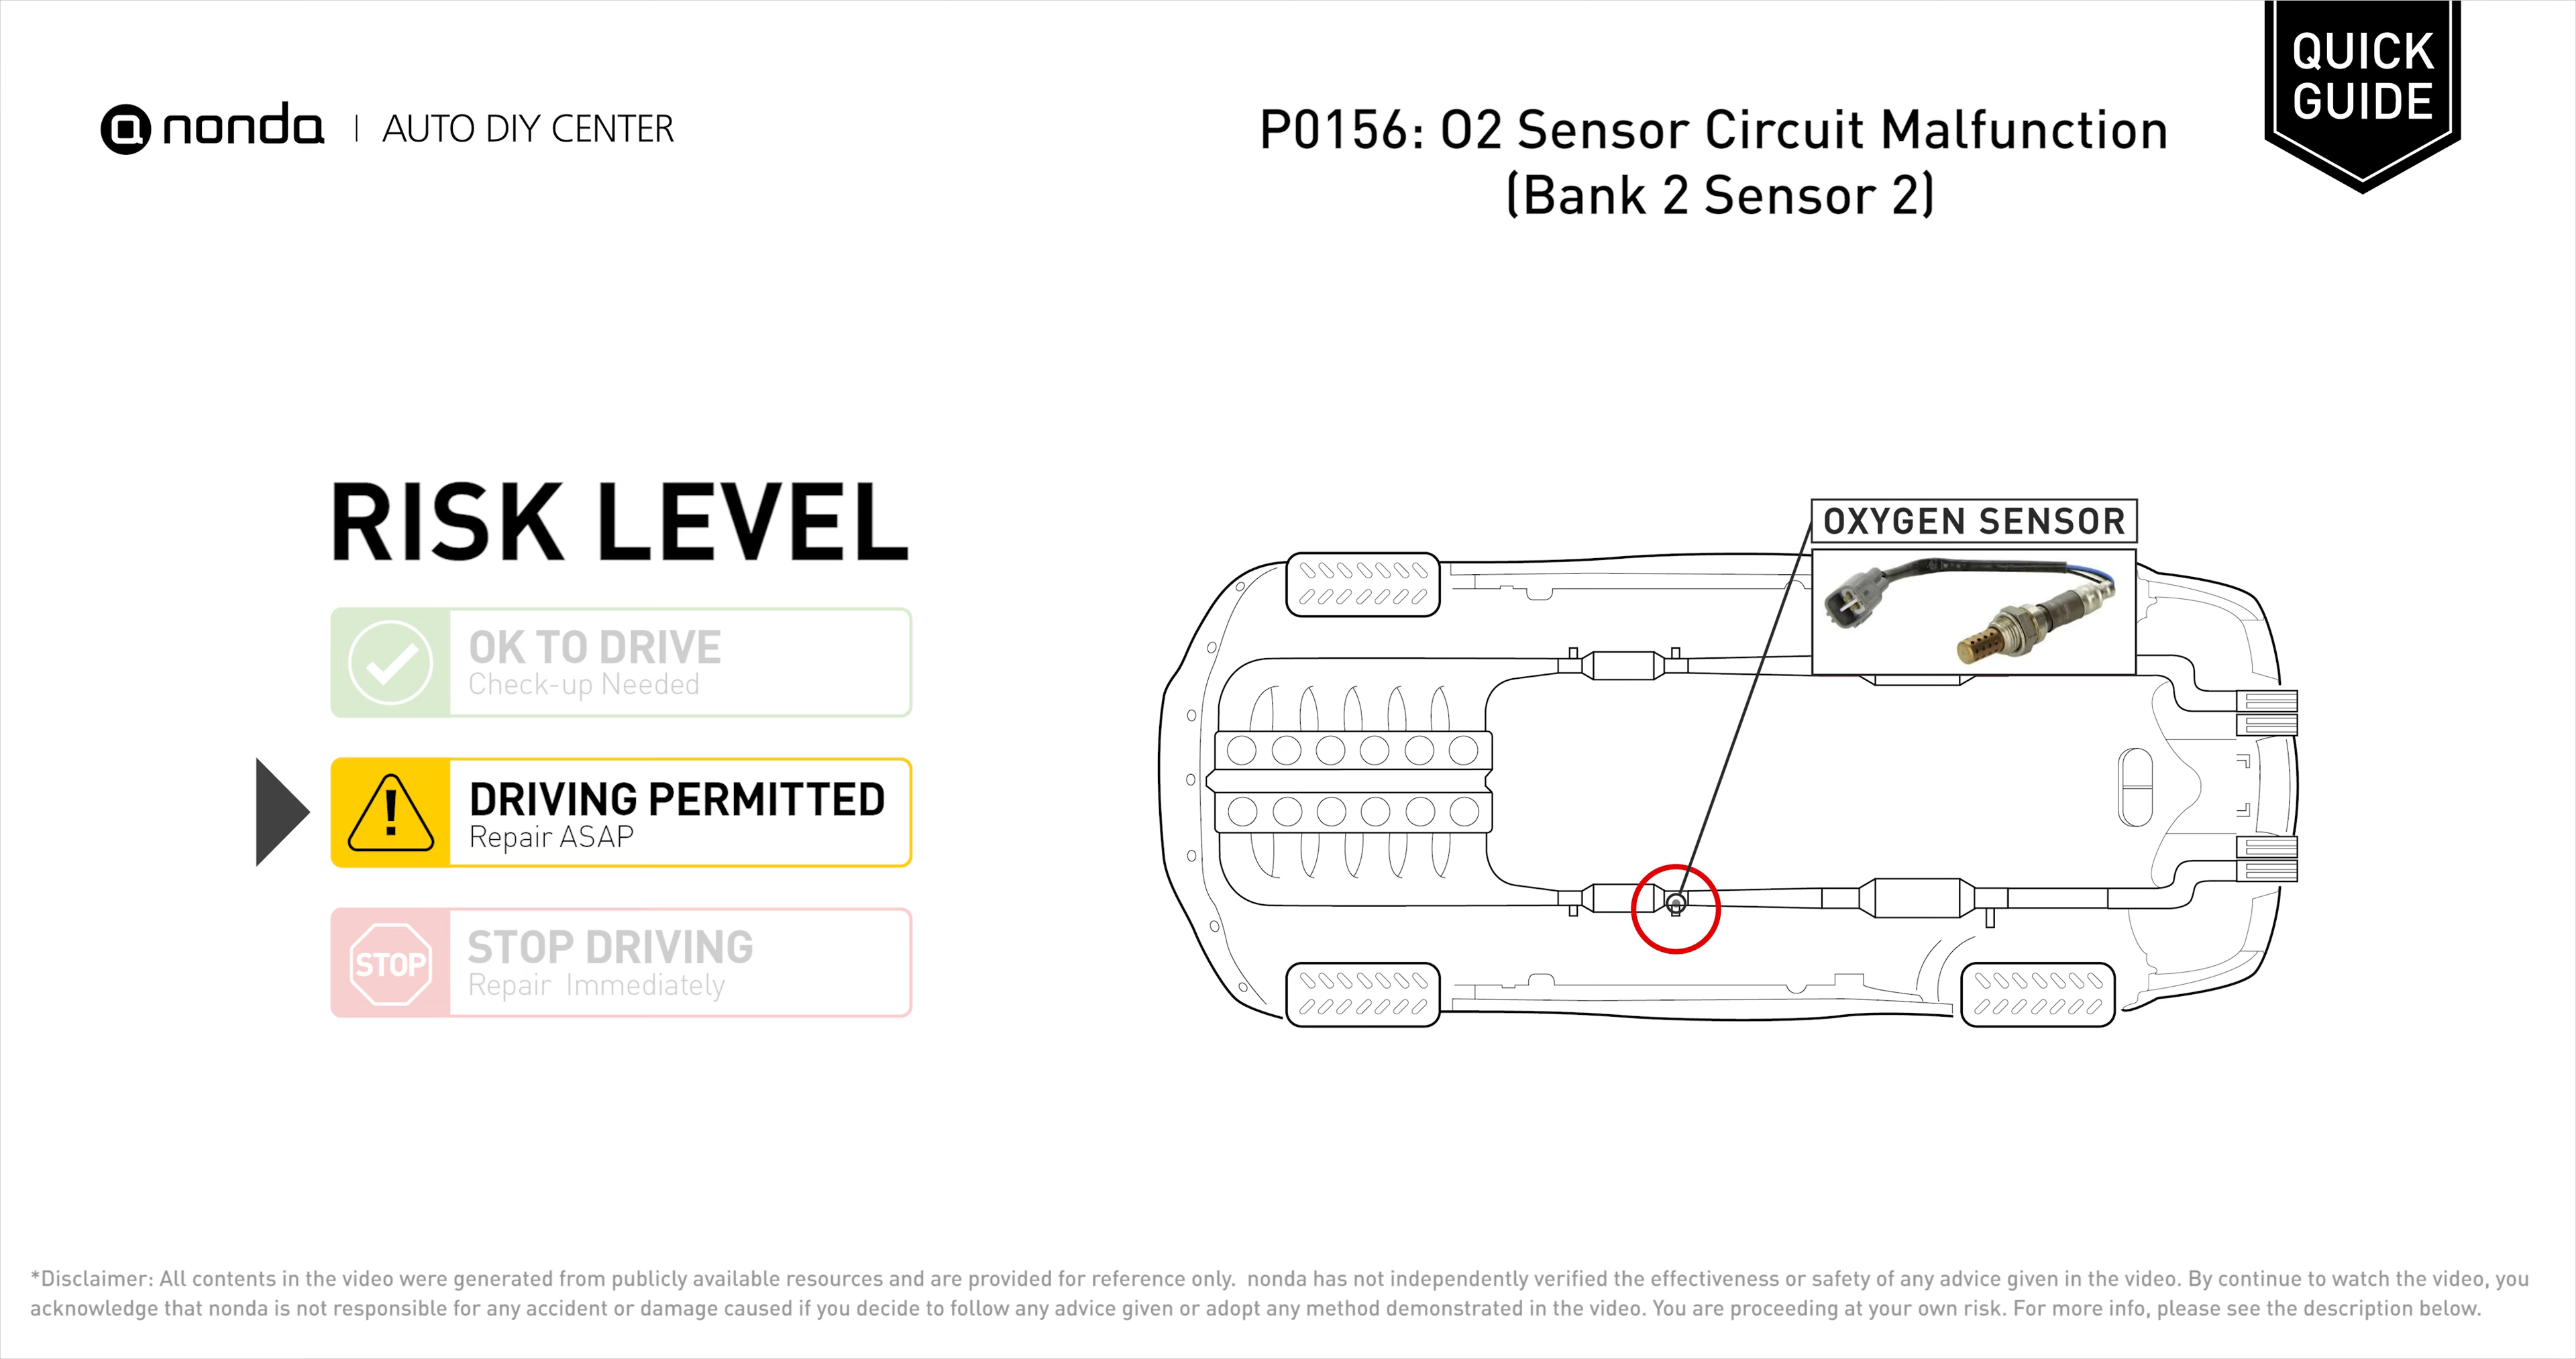 QUICK
GUIDE
nonda | AUTO DIY CENTER
P0156: O2 Sensor Circuit Malfunction
(Bank 2 Sensor 2)
RISK LEVEL
OK TO DRIVE
Check-up Needed
DRIVING PERMITTED
Repair ASAP
STOP
STOP DRIVING
Repair Immediately
OXYGEN SENSOR
*Disclaimer: All contents in the video were generated from publicly available resources and are provided for reference only. nonda has not independently verified the effectiveness or safety of any advice given in the video. By continue to watch the video, you
acknowledge that nonda is not responsible for any accident or damage caused if you decide to follow any advice given or adopt any method demonstrated in the video. You are proceeding at your own risk. For more info, please see the description below.